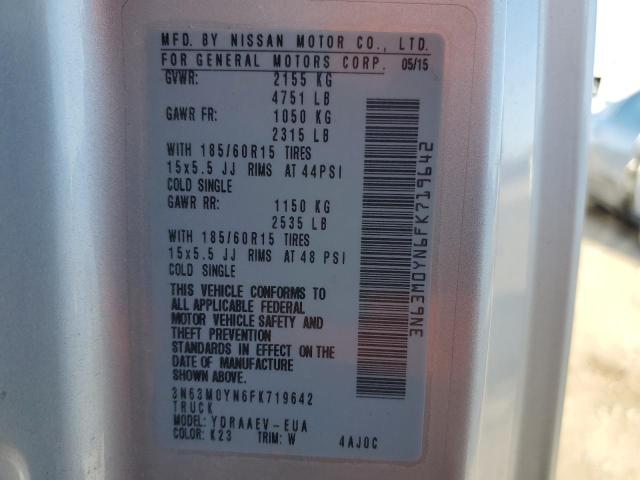 MFD. BY NISSAN MOTOR CO., LTD.
FOR GENERAL MOTORS CORP. 05/15
GVWR: 2155 KG
4751 LB
GAWR FR: 1050 KG
2315 LB
WITH 185/60R15 TIRES
15x5.5 JJ RIMS AT 44PSI
COLD SINGLE
GAWR RR: 1150 KG
2535 LB
WITH 185/60R15 TIRES
15x5.5 JJ RIMS AT 48 PSI
COLD SINGLE
THIS VEHICLE CONFORMS TO
ALL APPLICABLE FEDERAL
MOTOR VEHICLE SAFETY AND
THEFT PREVENTION
STANDARDS IN EFFECT ON THE
DATE OF MANUFACTURE
SHOWN ABOVE.
3N63M0YN6FK719642
TRUCK
MODEL: YDRAAEV-EUA
COLOR: K23 TRIM: W 4AJ0C
3N63M0YN6FK719642